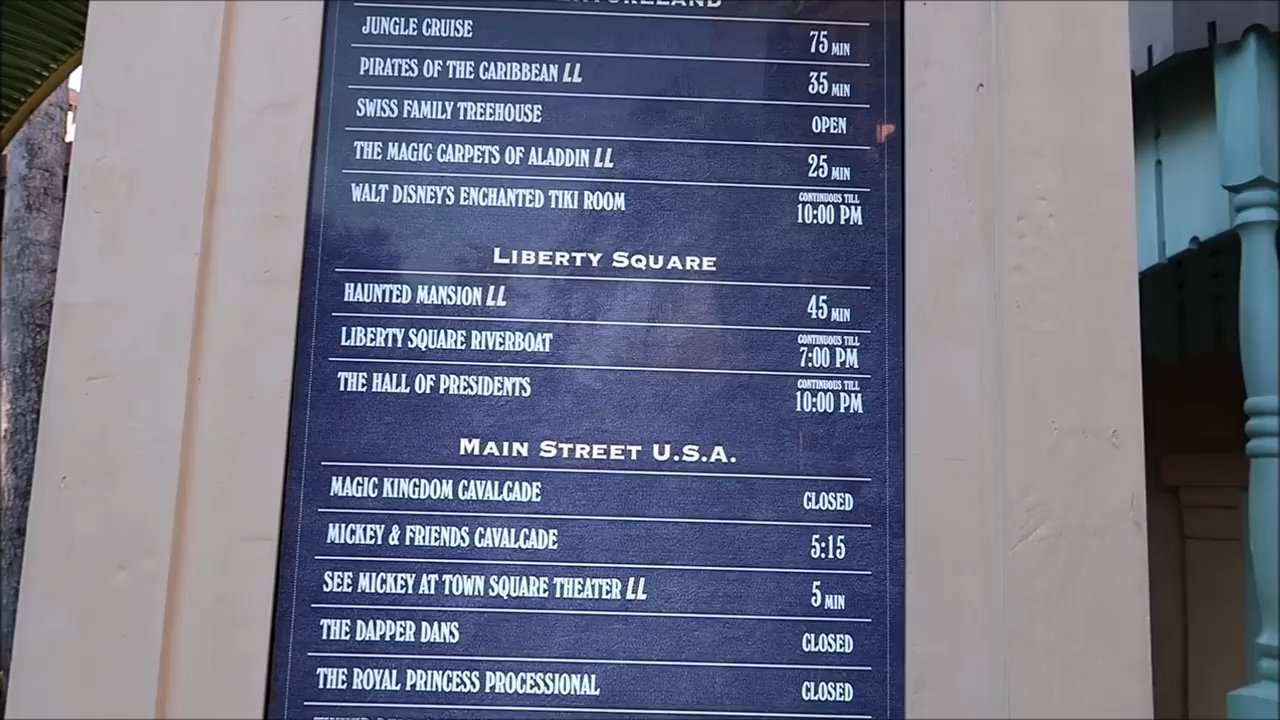 JUNGLE CRUISE 75 MIN
PIRATES OF THE CARIBBEAN LL 35 MIN
SWISS FAMILY TREEHOUSE OPEN
THE MAGIC CARPETS OF ALADDIN LL 25 MIN
WALT DISNEY'S ENCHANTED TIKI ROOM CONTINUOUS TILL 10:00 PM
LIBERTY SQUARE
HAUNTED MANSION LL 45 MIN
LIBERTY SQUARE RIVERBOAT CONTINUOUS TILL 7:00 PM
THE HALL OF PRESIDENTS CONTINUOUS TILL 10:00 PM
MAIN STREET U.S.A.
MAGIC KINGDOM CAVALCADE CLOSED
MICKEY & FRIENDS CAVALCADE 5:15
SEE MICKEY AT TOWN SQUARE THEATER LL 5 MIN
THE DAPPER DANS CLOSED
THE ROYAL PRINCESS PROCESSIONAL CLOSED